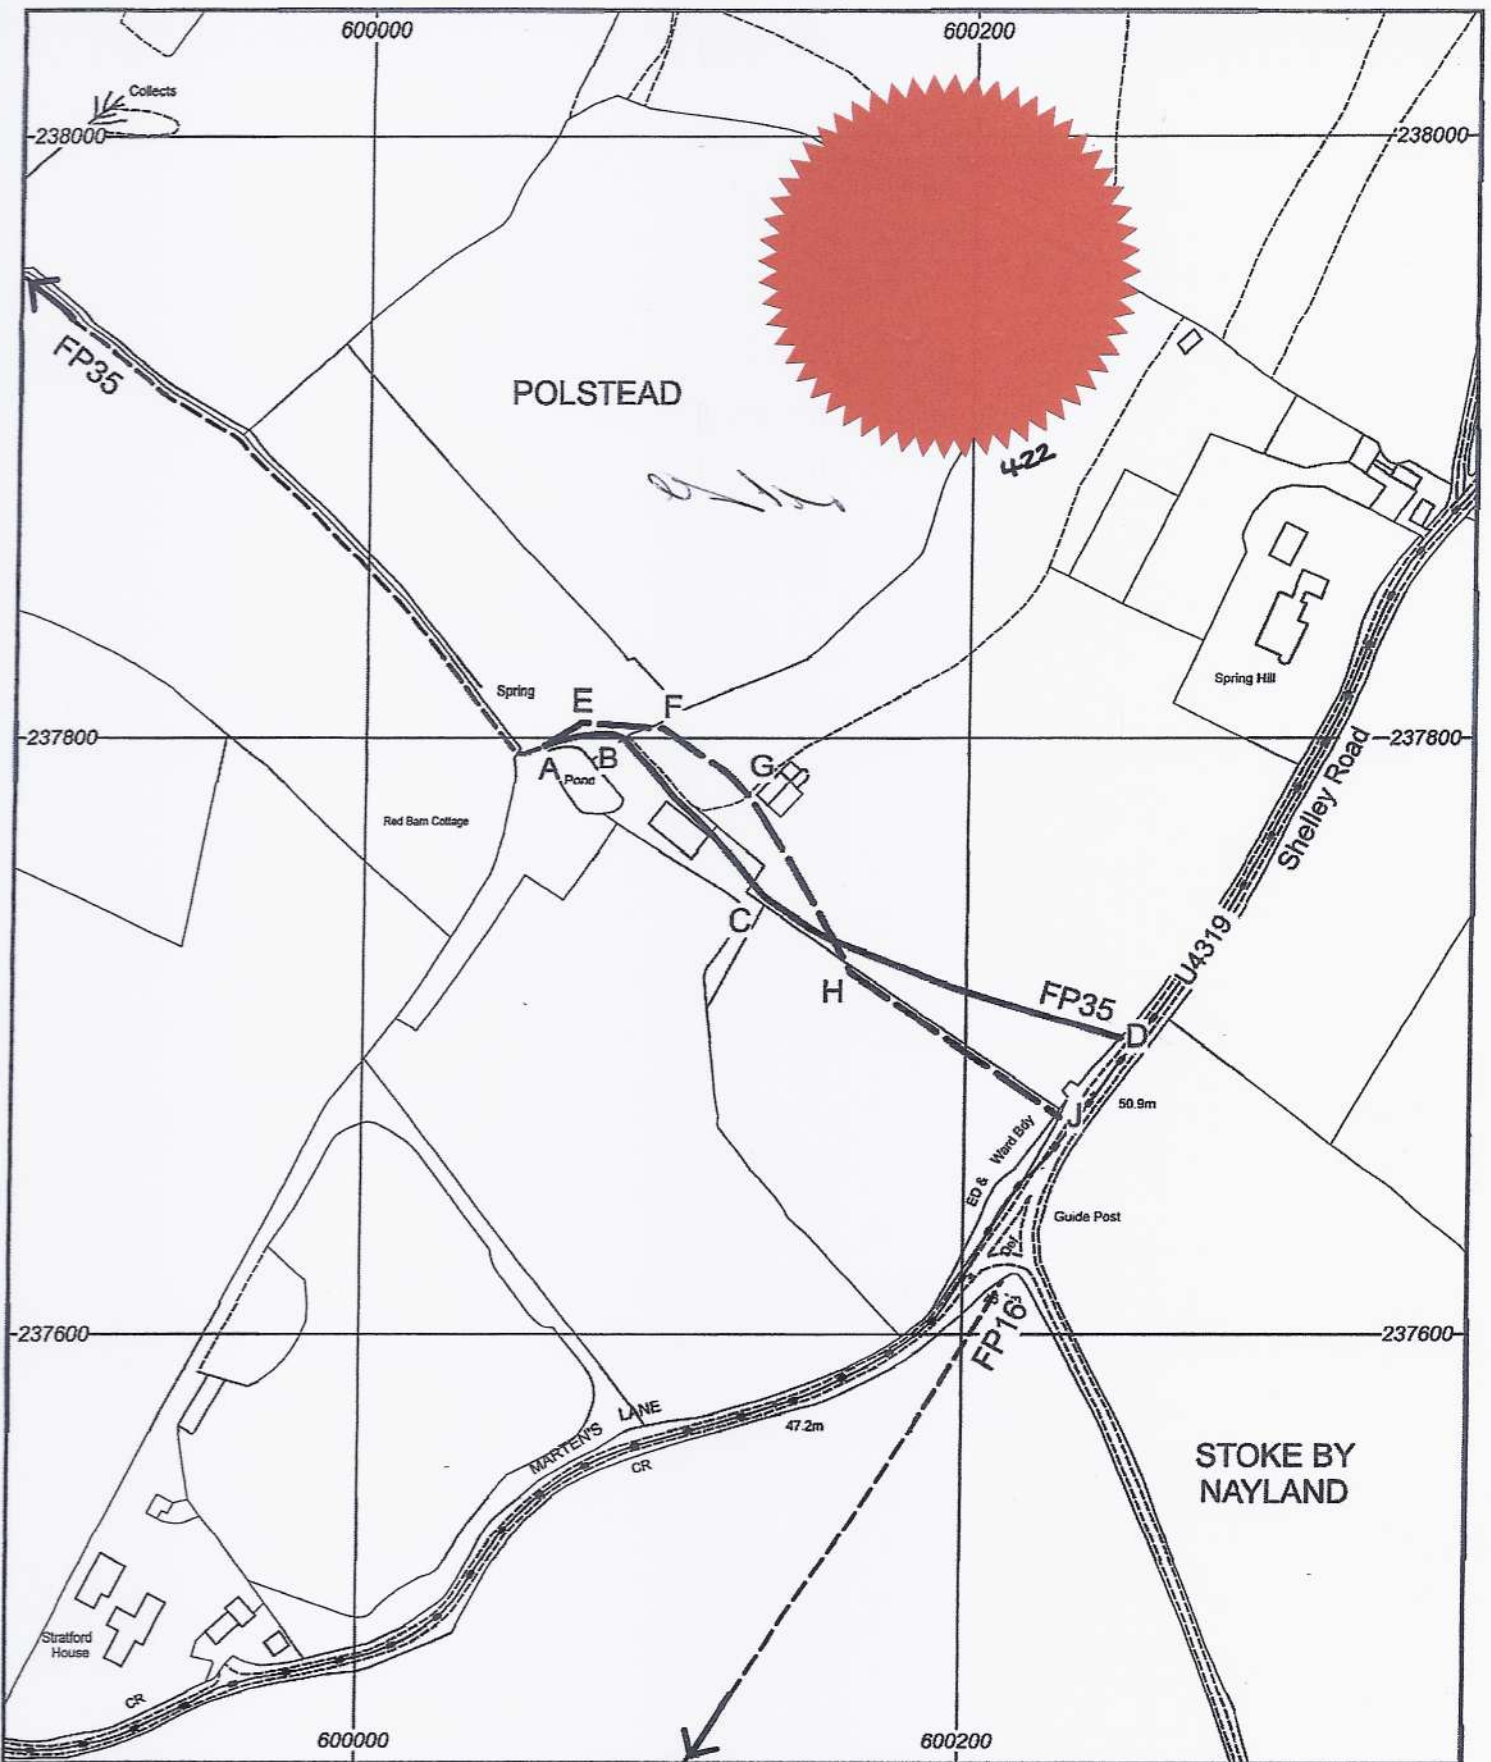 600000
600200
Collects
238000
238000
FP35
POLSTEAD
422
Spring
Spring Hill
E
F
237800
237800
A
B
Pond
G
Shelley Road
Red Barn Cottage
C
U4319
H
FP35
D
50.9m
J
ED & Ward Bdy
Guide Post
Def
FP16
237600
237600
MARTEN'S LANE
47.2m
CR
STOKE BY
NAYLAND
Stratford
House
CR
600000
600200